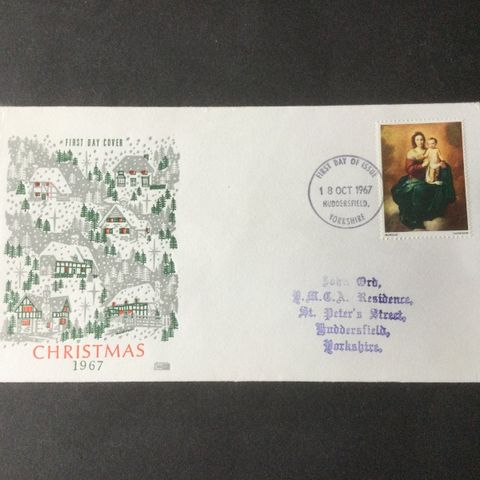 FIRST DAY COVER
CHRISTMAS
1967
FIRST DAY OF ISSUE
18 OCT 1967
HUDDERSFIELD,
YORKSHIRE
John Ord,
St. Peter's Street,
Huddersfield,
Yorkshire.